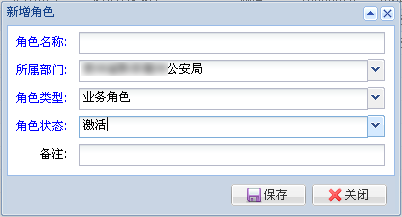 新增角色
角色名称:
所属部门: 公安局
角色类型: 业务角色
角色状态: 激活
备注:
保存 关闭